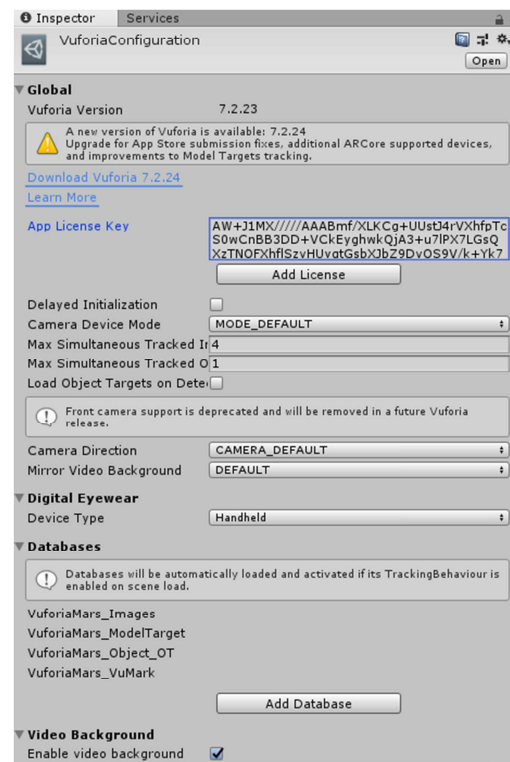 Inspector Services
VuforiaConfiguration
Open
Global
Vuforia Version 7.2.23
A new version of Vuforia is available: 7.2.24
Upgrade for App Store submission fixes, additional ARCore supported devices,
and improvements to Model Targets tracking.
Download Vuforia 7.2.24
Learn More
App License Key AW+J1MX/////AAABmf/XLKCg+UUstJ4rVXhfpTc
S0wCnBB3DD+VCkEyghwkQjA3+u7lPX7LGsQ
XzTNOFXhflSzvHUvatGsbXJbZ9DvOS9V/k+Yk7
Add License
Delayed Initialization
Camera Device Mode MODE_DEFAULT
Max Simultaneous Tracked Ir 4
Max Simultaneous Tracked O 1
Load Object Targets on Dete
Front camera support is deprecated and will be removed in a future Vuforia
release.
Camera Direction CAMERA_DEFAULT
Mirror Video Background DEFAULT
Digital Eyewear
Device Type Handheld
Databases
Databases will be automatically loaded and activated if its TrackingBehaviour is
enabled on scene load.
VuforiaMars_Images
VuforiaMars_ModelTarget
VuforiaMars_Object_OT
VuforiaMars_VuMark
Add Database
Video Background
Enable video background